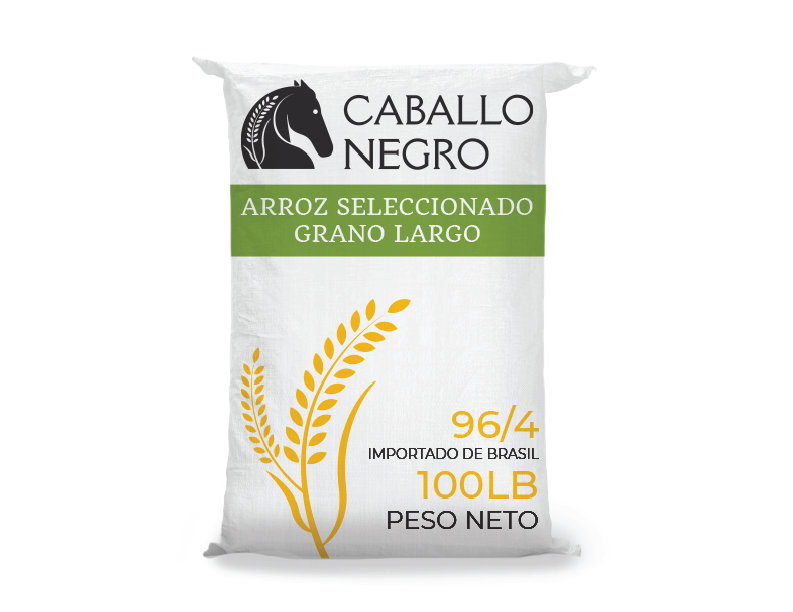 CABALLO
NEGRO
ARROZ SELECCIONADO
GRANO LARGO
96/4
IMPORTADO DE BRASIL
100LB
PESO NETO